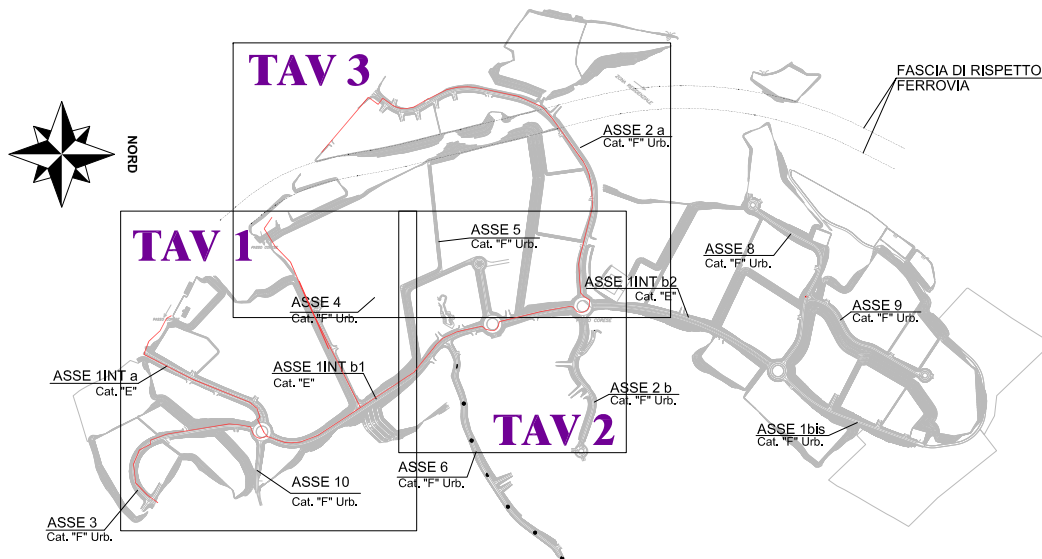 TAV 3
FASCIA DI RISPETTO
FERROVIA
NORD
ASSE 2 a
Cat. "F" Urb.
TAV 1
ASSE 5
Cat. "F" Urb.
ASSE 8
Cat. "F" Urb.
ASSE 1INT b2
Cat. "E"
ASSE 4
Cat. "F" Urb.
ASSE 9
Cat. "F" Urb.
ASSE 1INT a
Cat. "E"
ASSE 1INT b1
Cat. "E"
ASSE 2 b
Cat. "F" Urb.
TAV 2
ASSE 1bis
Cat. "F" Urb.
ASSE 6
Cat. "F" Urb.
ASSE 10
Cat. "F" Urb.
ASSE 3
Cat. "F" Urb.